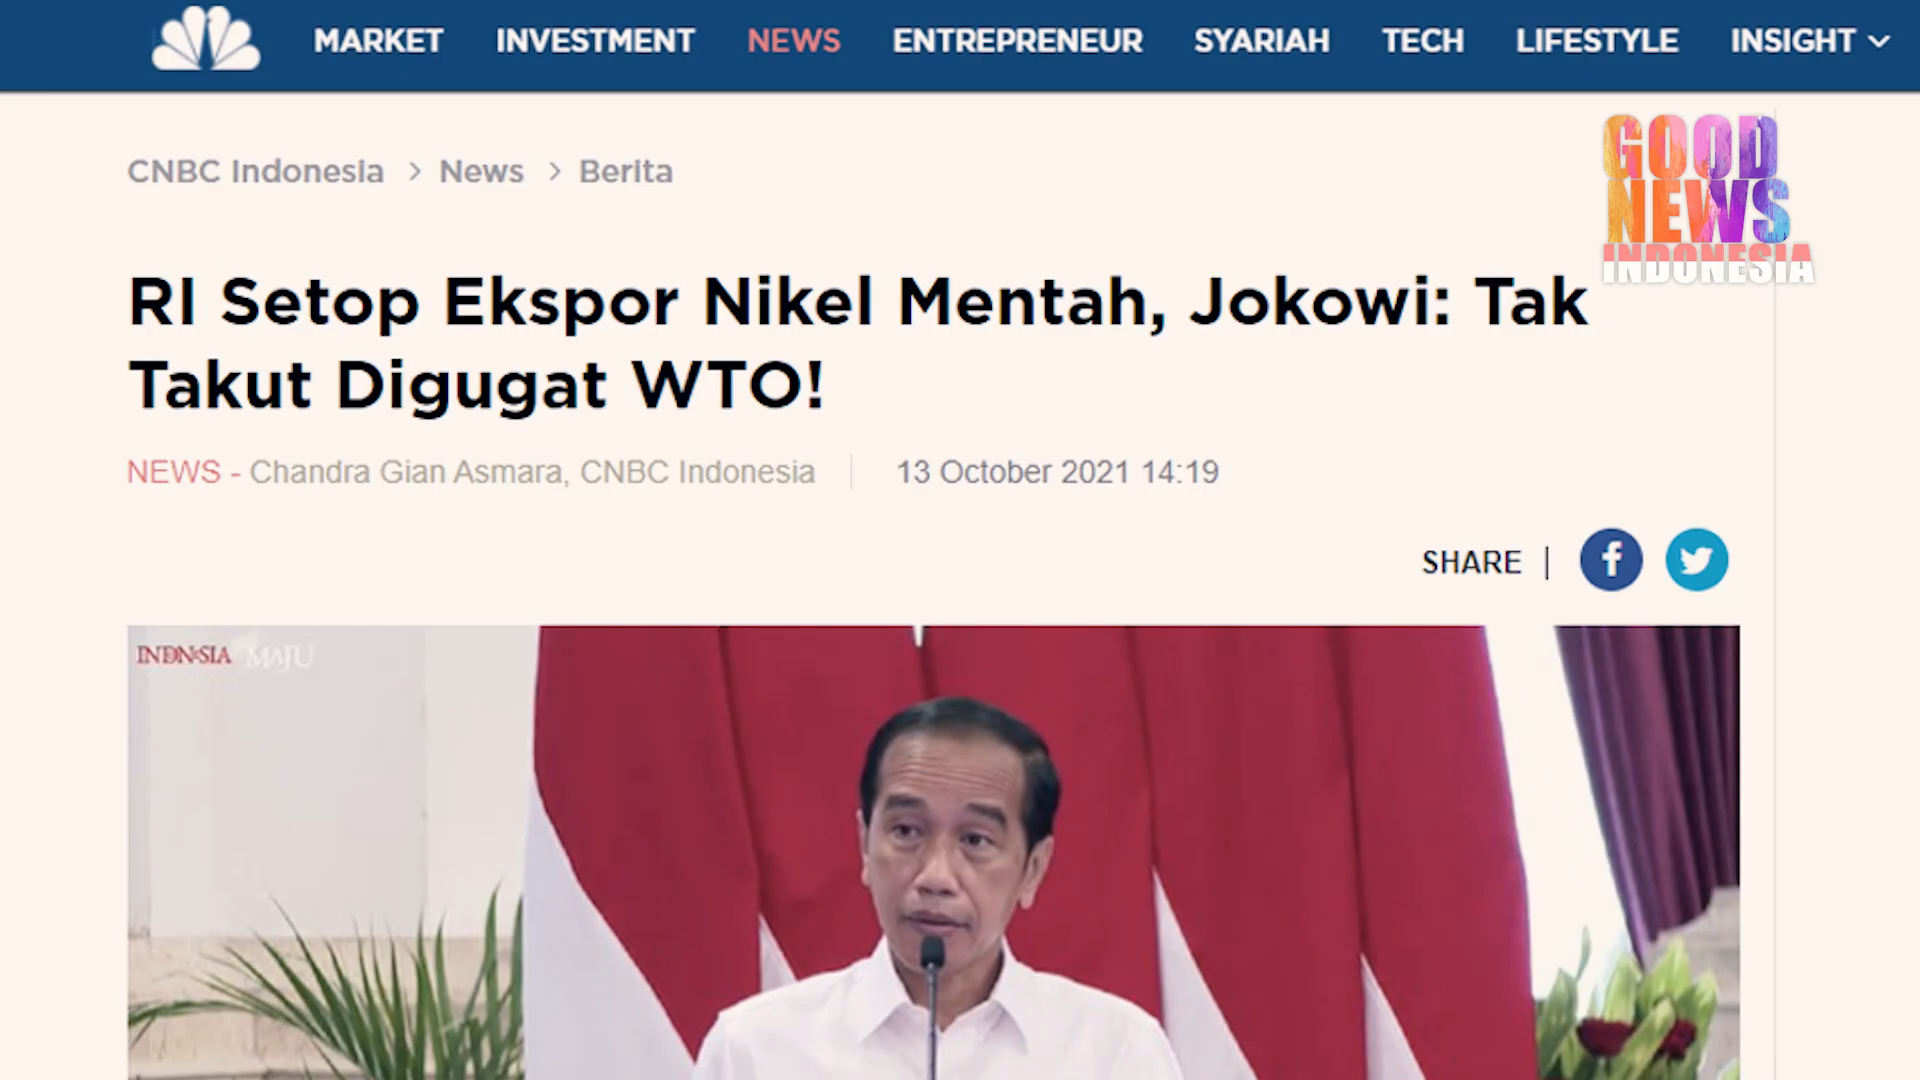 MARKET INVESTMENT NEWS ENTREPRENEUR SYARIAH TECH LIFESTYLE INSIGHT
CNBC Indonesia > News > Berita
GOOD
NEWS
INDONESIA
RI Setop Ekspor Nikel Mentah, Jokowi: Tak
Takut Digugat WTO!
NEWS - Chandra Gian Asmara, CNBC Indonesia 13 October 2021 14:19
SHARE |
INDONESIA MAJU